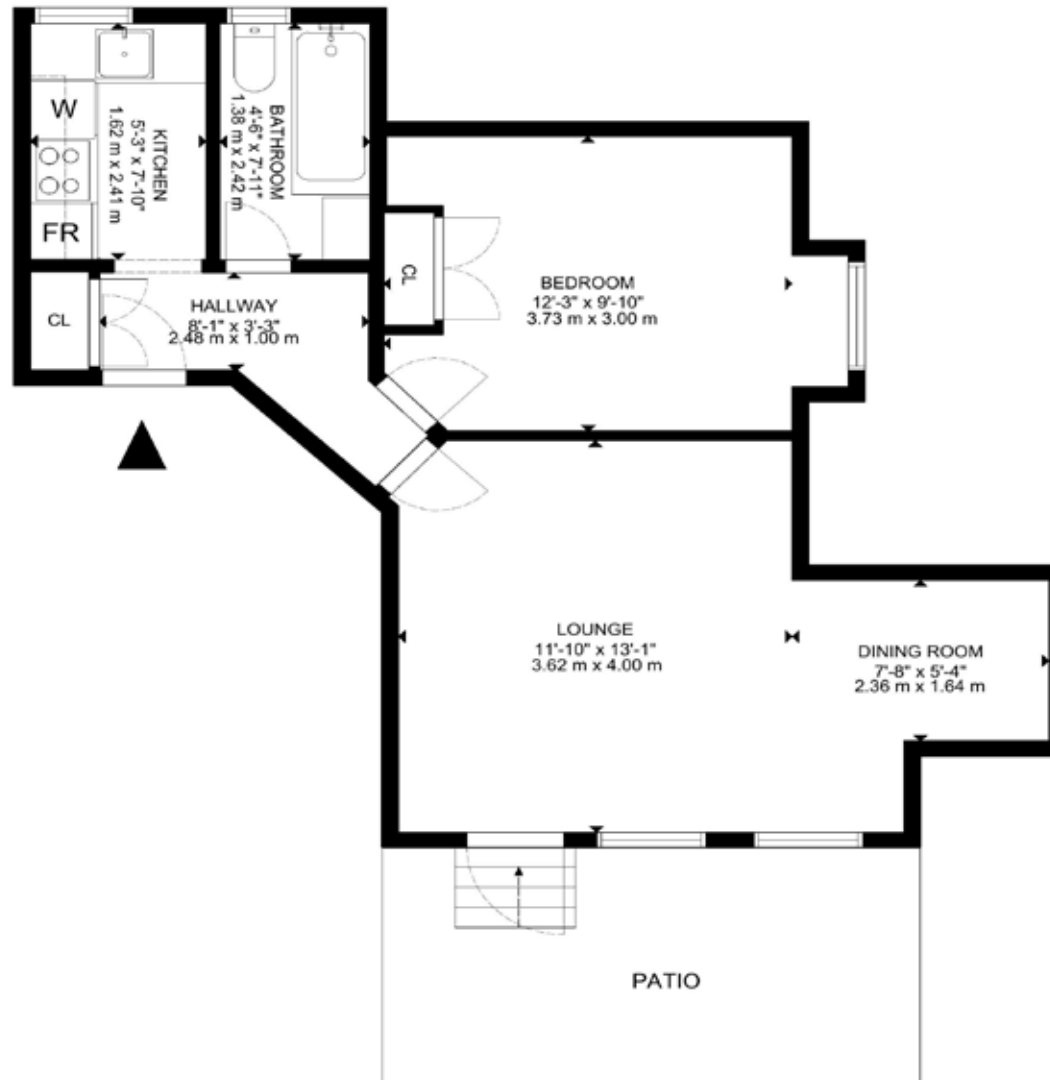 W
FR
KITCHEN
5'-3" x 7'-10"
1.62 m x 2.41 m
BATHROOM
4'-6" x 7'-11"
1.38 m x 2.42 m
CL
HALLWAY
8'-1" x 3'-3"
2.48 m x 1.00 m
CL
BEDROOM
12'-3" x 9'-10"
3.73 m x 3.00 m
LOUNGE
11'-10" x 13'-1"
3.62 m x 4.00 m
DINING ROOM
7'-8" x 5'-4"
2.36 m x 1.64 m
PATIO